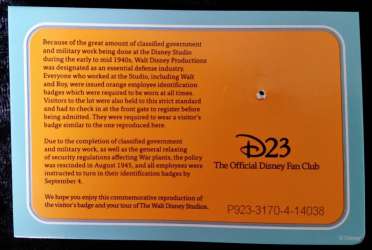 Because of the great amount of classified government
and military work being done at the Disney Studio
during the early to mid 1940s, Walt Disney Productions
was designated as an essential defense industry.
Everyone who worked at the Studio, including Walt
and Roy, were issued orange employee identification
badges which were required to be worn at all times.
Visitors to the lot were also held to this strict standard
and had to check in at the front gate to register before
being admitted. They were required to wear a visitor's
badge similar to the one reproduced here.
Due to the completion of classified government
and military work, as well as the general relaxing
of security regulations affecting War plants, the policy
was rescinded in August 1945, and all employees were
instructed to turn in their identification badges by
September 4.
We hope you enjoy this commemorative reproduction of
the visitor's badge and your tour of The Walt Disney Studios.
D23
The Official Disney Fan Club
P923-3170-4-14038
© Disney